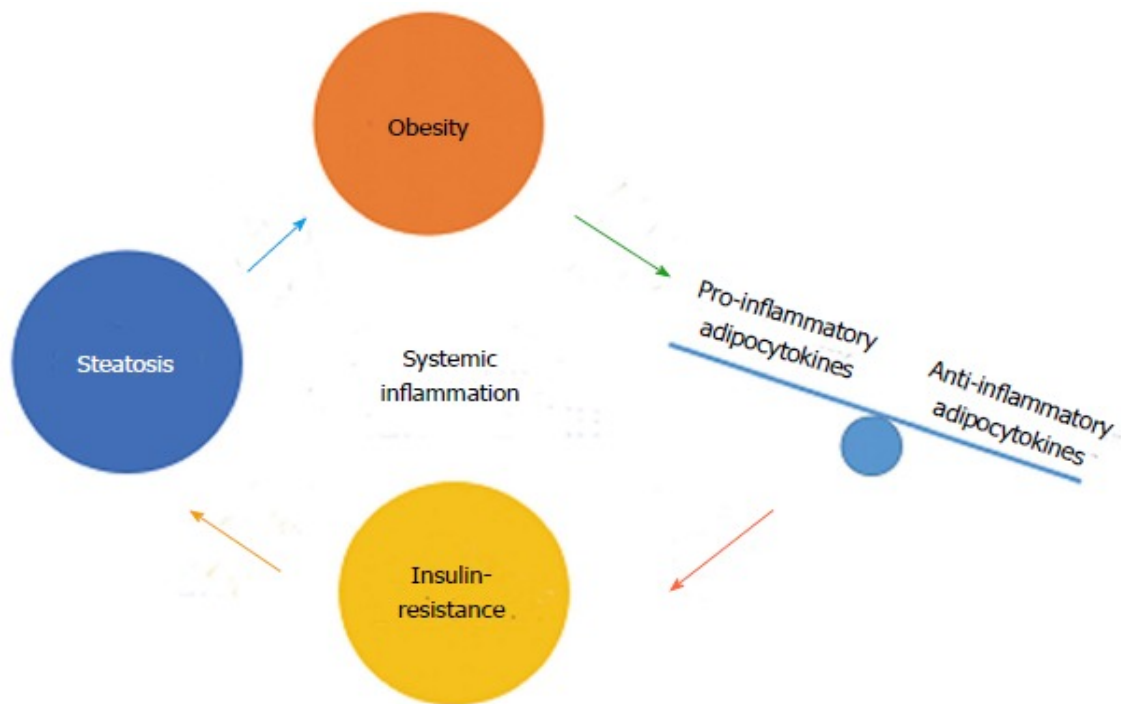 Obesity
Pro-inflammatory
adipocytokines
Anti-inflammatory
adipocytokines
Steatosis
Systemic
inflammation
Insulin-
resistance